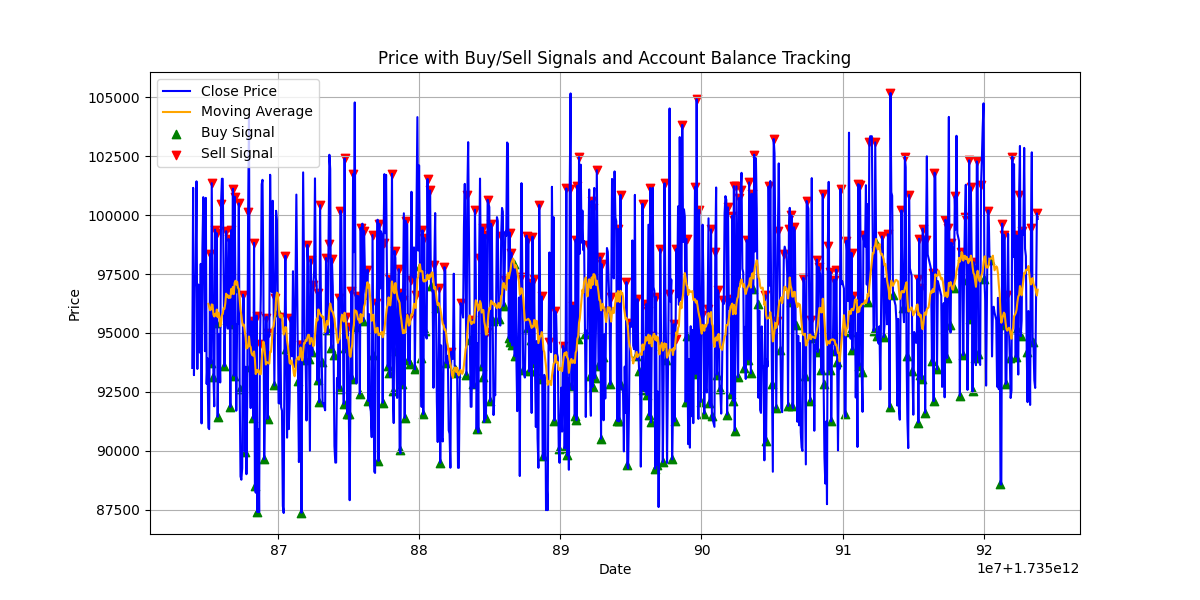 Price with Buy/Sell Signals and Account Balance Tracking
Close Price
Moving Average
Buy Signal
Sell Signal
105000
102500
100000
97500
95000
92500
90000
87500
Price
87 88 89 90 91 92
Date
1e7+1.735e12